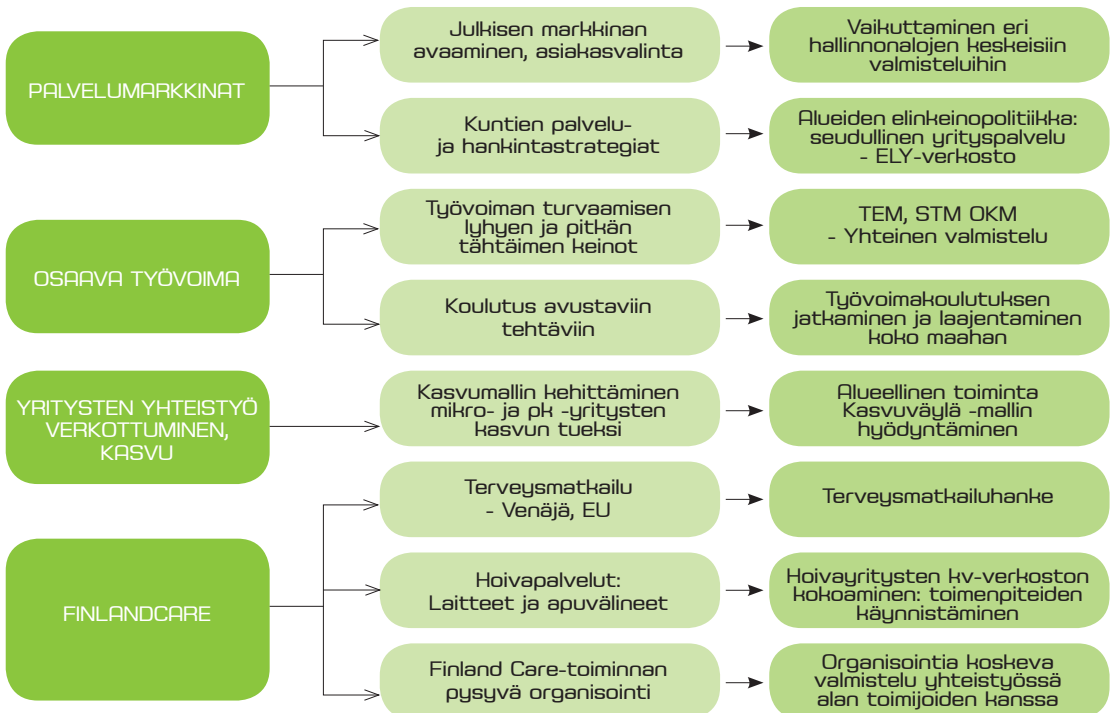 PALVELUMARKKINAT
Julkisen markkinan
avaaminen, asiakasvalinta
Vaikuttaminen eri
hallinnonalojen keskeisiin
valmisteluihin
Kuntien palvelu-
ja hankintastrategiat
Alueiden elinkeinopolitiikka:
seudullinen yrityspalvelu
- ELY-verkosto
OSAAVA TYÖVOIMA
Työvoiman turvaamisen
lyhyen ja pitkän
tähtäimen keinot
TEM, STM OKM
- Yhteinen valmistelu
Koulutus avustaviin
tehtäviin
Työvoimakoulutuksen
jatkaminen ja laajentaminen
koko maahan
YRITYSTEN YHTEISTYÖ
VERKOTTUMINEN,
KASVU
Kasvumallin kehittäminen
mikro- ja pk -yritysten
kasvun tueksi
Alueellinen toiminta
Kasvuväylä -mallin
hyödyntäminen
FINLANDCARE
Terveysmatkailu
- Venäjä, EU
Terveysmatkailuhanke
Hoivapalvelut:
Laitteet ja apuvälineet
Hoivayritysten kv-verkoston
kokoaminen: toimenpiteiden
käynnistäminen
Finland Care-toiminnan
pysyvä organisointi
Organisointia koskeva
valmistelu yhteistyössä
alan toimijoiden kanssa